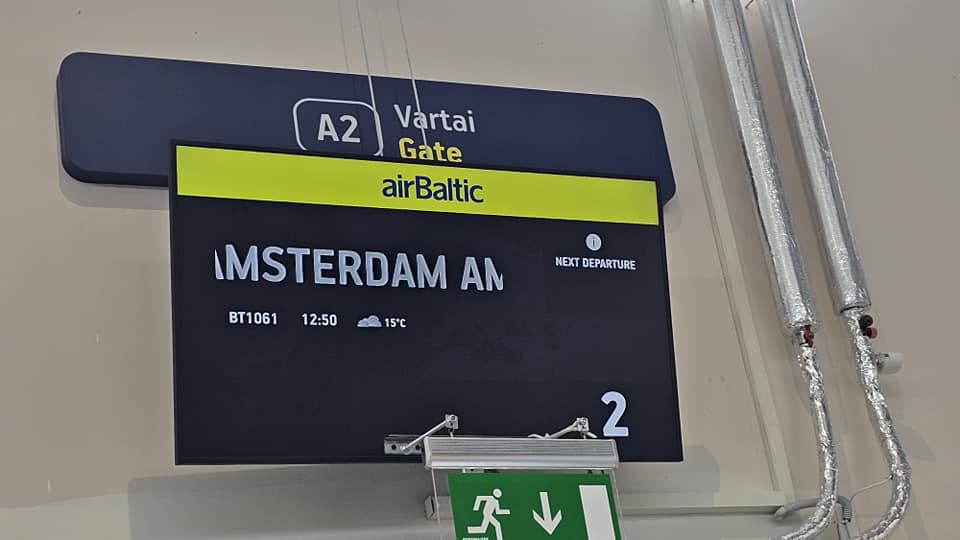 A2
Vartai
Gate
airBaltic
AMSTERDAM AM
NEXT DEPARTURE
BT1061 12:50 15°C
2